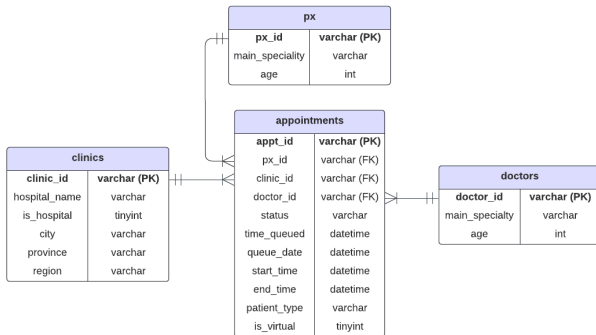 px
px_id varchar (PK)
main_speciality varchar
age int
appointments
appt_id varchar (PK)
px_id varchar (FK)
clinic_id varchar (FK)
doctor_id varchar (FK)
status varchar
time_queued datetime
queue_date datetime
start_time datetime
end_time datetime
patient_type varchar
is_virtual tinyint
clinics
clinic_id varchar (PK)
hospital_name varchar
is_hospital tinyint
city varchar
province varchar
region varchar
doctors
doctor_id varchar (PK)
main_specialty varchar
age int